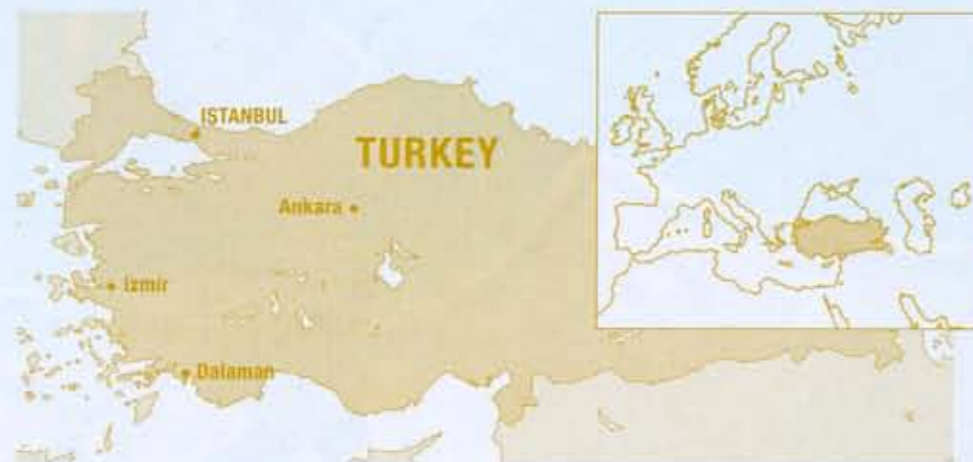 ISTANBUL
TURKEY
Ankara
Izmir
Dalaman